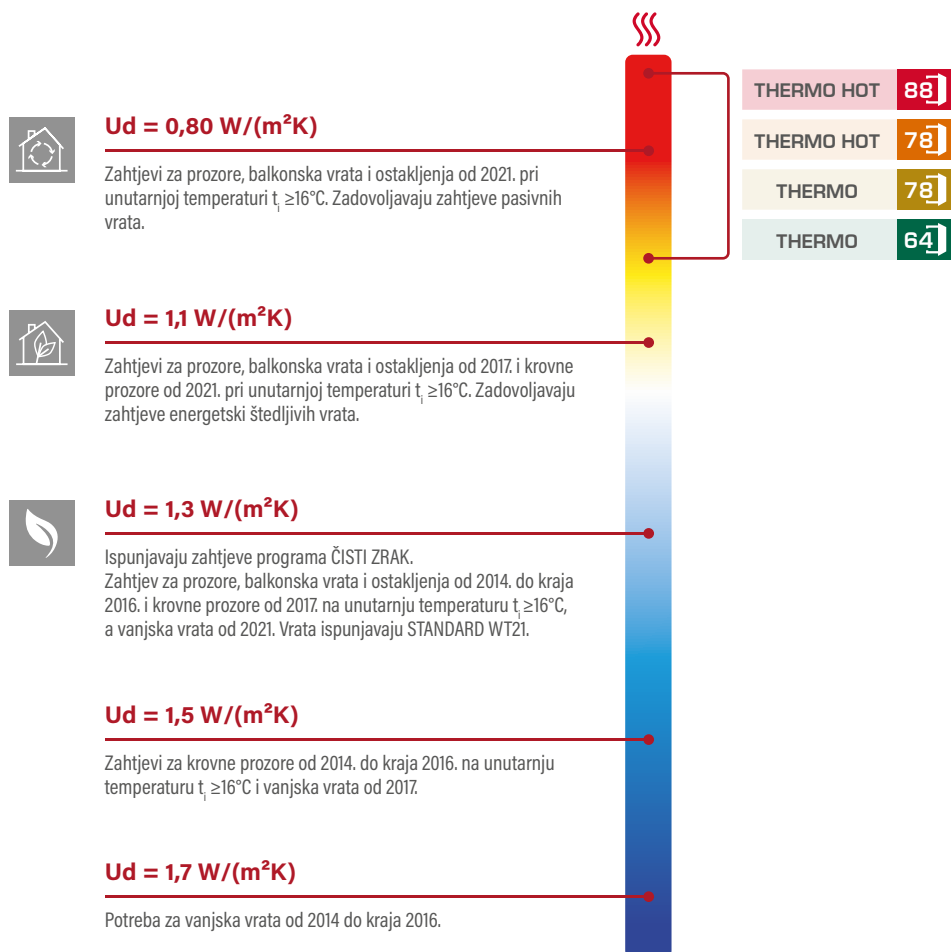 Ud = 0,80 W/(m²K)
Zahtjevi za prozore, balkonska vrata i ostakljenja od 2021. pri
unutarnjoj temperaturi tᵢ ≥16°C. Zadovoljavaju zahtjeve pasivnih
vrata.
THERMO HOT 88
THERMO HOT 78
THERMO 78
THERMO 64
Ud = 1,1 W/(m²K)
Zahtjevi za prozore, balkonska vrata i ostakljenja od 2017. i krovne
prozore od 2021. pri unutarnjoj temperaturi tᵢ ≥16°C. Zadovoljavaju
zahtjeve energetski štedljivih vrata.
Ud = 1,3 W/(m²K)
Ispunjavaju zahtjeve programa ČISTI ZRAK.
Zahtjev za prozore, balkonska vrata i ostakljenja od 2014. do kraja
2016. i krovne prozore od 2017. na unutarnju temperaturu tᵢ ≥16°C,
a vanjska vrata od 2021. Vrata ispunjavaju STANDARD WT21.
Ud = 1,5 W/(m²K)
Zahtjevi za krovne prozore od 2014. do kraja 2016. na unutarnju
temperaturu tᵢ ≥16°C i vanjska vrata od 2017.
Ud = 1,7 W/(m²K)
Potreba za vanjska vrata od 2014 do kraja 2016.